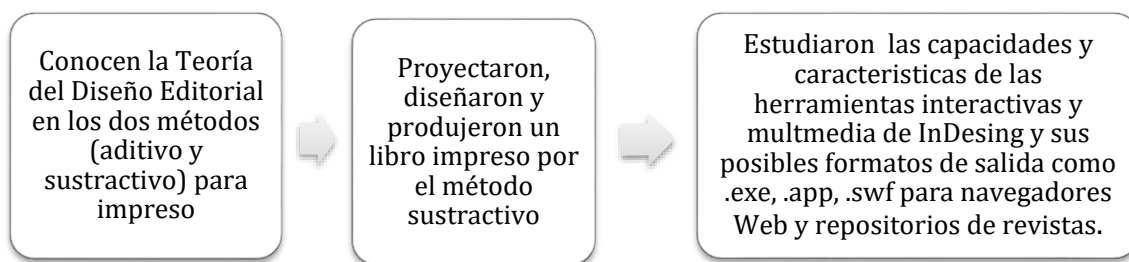 Conocen la Teoría
del Diseño Editorial
en los dos métodos
(aditivo y
sustractivo) para
impreso
Proyectaron,
diseñaron y
produjeron un
libro impreso por
el método
sustractivo
Estudiaron las capacidades y
caracteristicas de las
herramientas interactivas y
multmedia de InDesing y sus
posibles formatos de salida como
.exe, .app, .swf para navegadores
Web y repositorios de revistas.